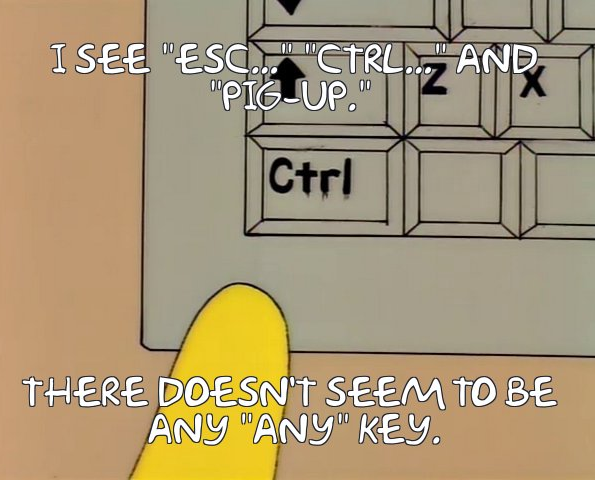 I SEE "ESC..." "CTRL..." AND
"PIG-UP."
Z X
Ctrl
THERE DOESN'T SEEM TO BE
ANY "ANY" KEY.